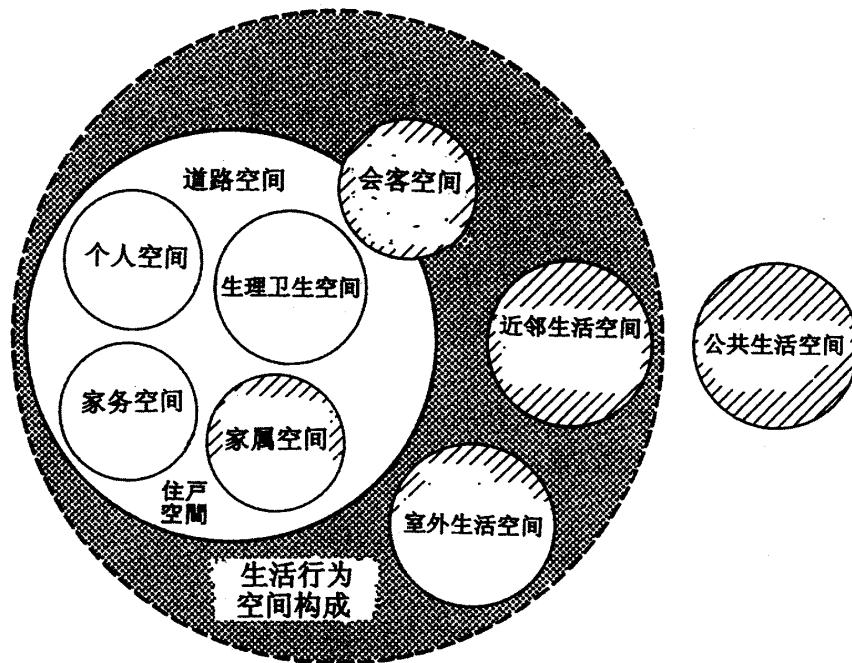 道路空间
会客空间
个人空间
生理卫生空间
近邻生活空间
公共生活空间
家务空间
家属空间
住戸
空間
室外生活空间
生活行为
空间构成